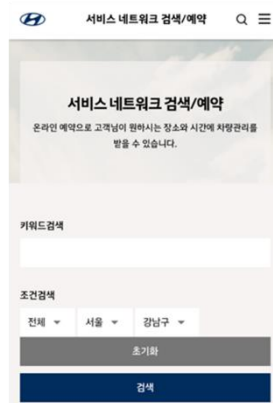 서비스 네트워크 검색/예약
서비스 네트워크 검색/예약
온라인 예약으로 고객님이 원하시는 장소와 시간에 차량관리를
받을 수 있습니다.
키워드검색
조건검색
전체 서울 강남구
초기화
검색